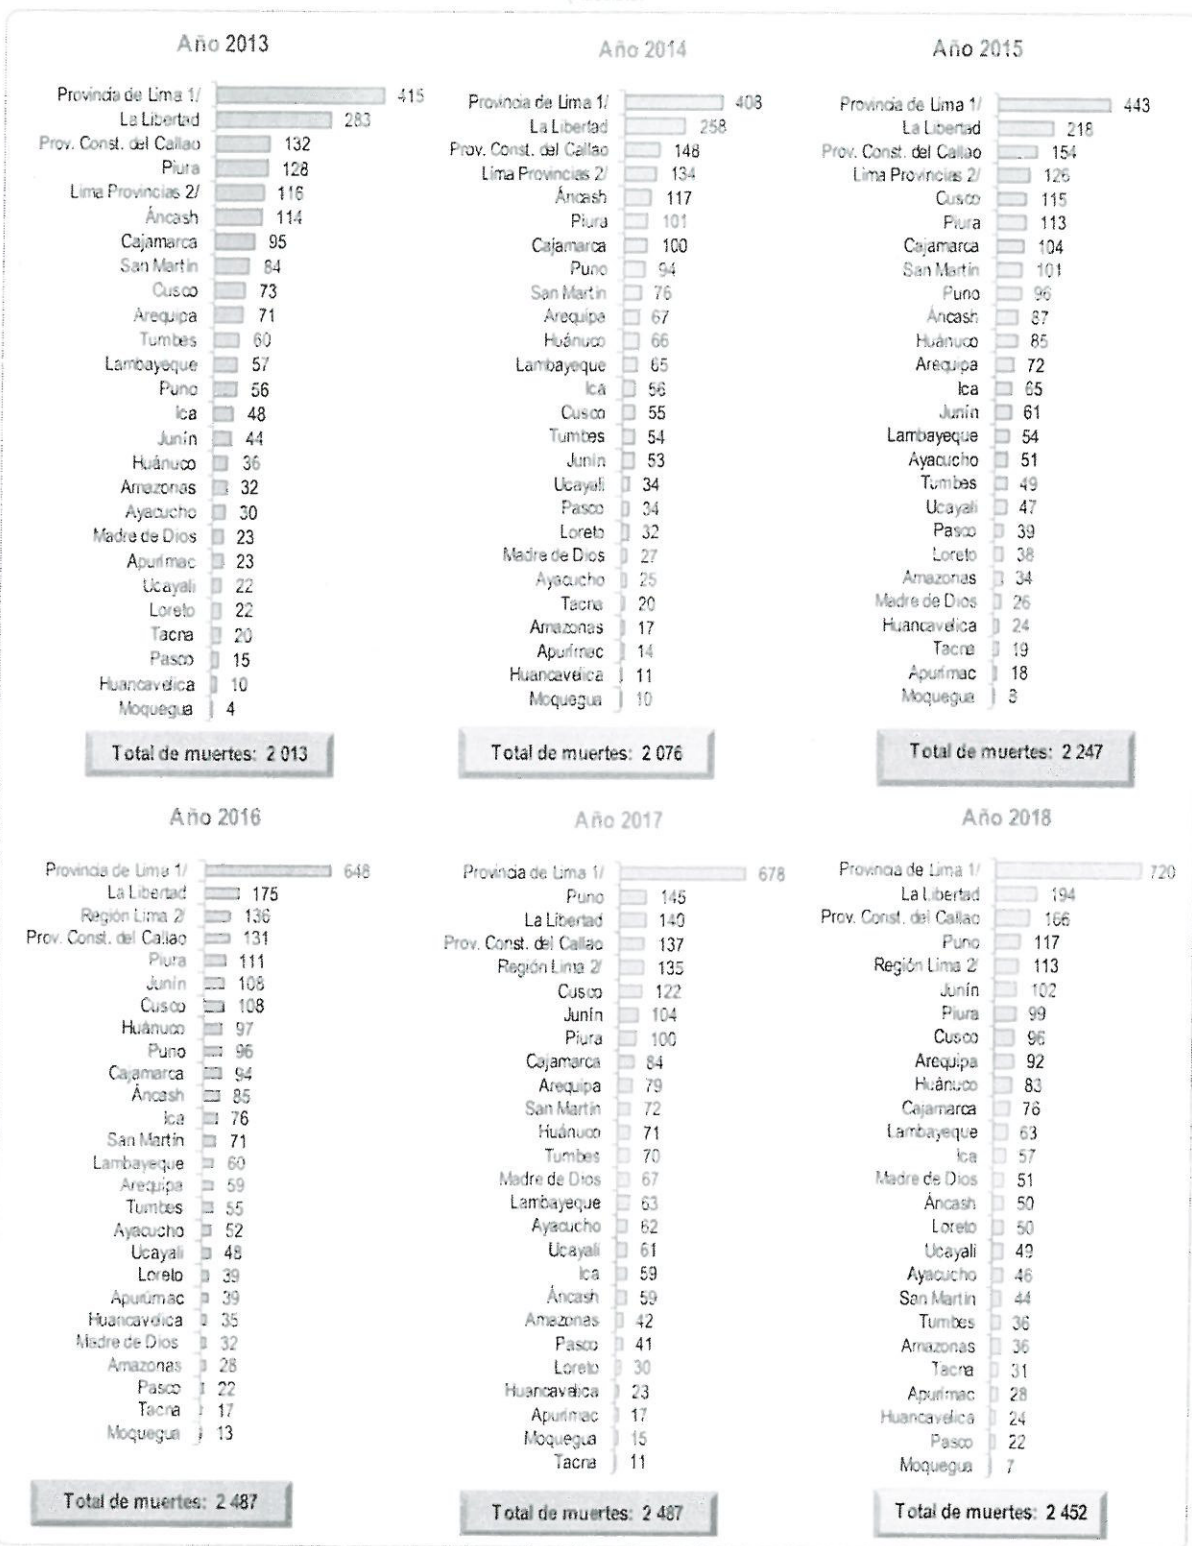 Año 2013
Provincia de Lima 1/ 415
La Libertad 283
Prov. Const. del Callao 132
Piura 128
Lima Provincias 2/ 116
Áncash 114
Cajamarca 95
San Martín 84
Cusco 73
Arequipa 71
Tumbes 60
Lambayeque 57
Puno 56
Ica 48
Junín 44
Huánuco 36
Amazonas 32
Ayacucho 30
Madre de Dios 23
Apurímac 23
Ucayali 22
Loreto 22
Tacna 20
Pasco 15
Huancavelica 10
Moquegua 4
Total de muertes: 2 013
Año 2014
Provincia de Lima 1/ 408
La Libertad 258
Prov. Const. del Callao 148
Lima Provincias 2/ 134
Áncash 117
Piura 101
Cajamarca 100
Puno 94
San Martín 76
Arequipa 67
Huánuco 66
Lambayeque 65
Ica 56
Cusco 55
Tumbes 54
Junín 53
Ucayali 34
Pasco 34
Loreto 32
Madre de Dios 27
Ayacucho 25
Tacna 20
Amazonas 17
Apurímac 14
Huancavelica 11
Moquegua 10
Total de muertes: 2 076
Año 2015
Provincia de Lima 1/ 443
La Libertad 218
Prov. Const. del Callao 154
Lima Provincias 2/ 126
Cusco 115
Piura 113
Cajamarca 104
San Martín 101
Puno 96
Áncash 87
Huánuco 85
Arequipa 72
Ica 65
Junín 61
Lambayeque 54
Ayacucho 51
Tumbes 49
Ucayali 47
Pasco 39
Loreto 38
Amazonas 34
Madre de Dios 26
Huancavelica 24
Tacna 19
Apurímac 18
Moquegua 8
Total de muertes: 2 247
Año 2016
Provincia de Lima 1/ 648
La Libertad 175
Región Lima 2/ 136
Prov. Const. del Callao 131
Piura 111
Junín 108
Cusco 108
Huánuco 97
Puno 96
Cajamarca 94
Áncash 85
Ica 76
San Martín 71
Lambayeque 60
Arequipa 59
Tumbes 55
Ayacucho 52
Ucayali 48
Loreto 39
Apurímac 39
Huancavelica 35
Madre de Dios 32
Amazonas 28
Pasco 22
Tacna 17
Moquegua 13
Total de muertes: 2 487
Año 2017
Provincia de Lima 1/ 678
Puno 145
La Libertad 140
Prov. Const. del Callao 137
Región Lima 2/ 135
Cusco 122
Junín 104
Piura 100
Cajamarca 84
Arequipa 79
San Martín 72
Huánuco 71
Tumbes 70
Madre de Dios 67
Lambayeque 63
Ayacucho 62
Ucayali 61
Ica 59
Áncash 59
Amazonas 42
Pasco 41
Loreto 30
Huancavelica 23
Apurímac 17
Moquegua 15
Tacna 11
Total de muertes: 2 487
Año 2018
Provincia de Lima 1/ 720
La Libertad 194
Prov. Const. del Callao 166
Puno 117
Región Lima 2/ 113
Junín 102
Piura 99
Cusco 96
Arequipa 92
Huánuco 83
Cajamarca 76
Lambayeque 63
Ica 57
Madre de Dios 51
Áncash 50
Loreto 50
Ucayali 49
Ayacucho 46
San Martín 44
Tumbes 36
Amazonas 36
Tacna 31
Apurímac 28
Huancavelica 24
Pasco 22
Moquegua 7
Total de muertes: 2 452